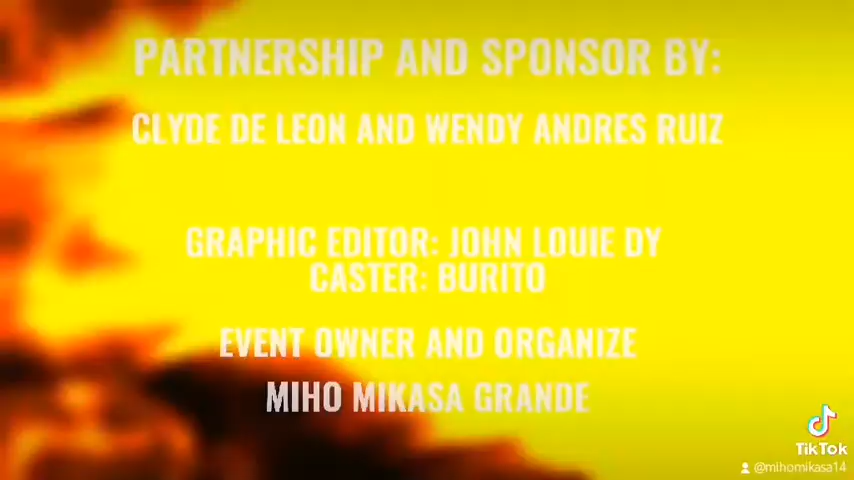 PARTNERSHIP AND SPONSOR BY:
CLYDE DE LEON AND WENDY ANDRES RUIZ
GRAPHIC EDITOR: JOHN LOUIE DY
CASTER: BURITO
EVENT OWNER AND ORGANIZE
MIHO MIKASA GRANDE
TikTok
@mihomikasa14